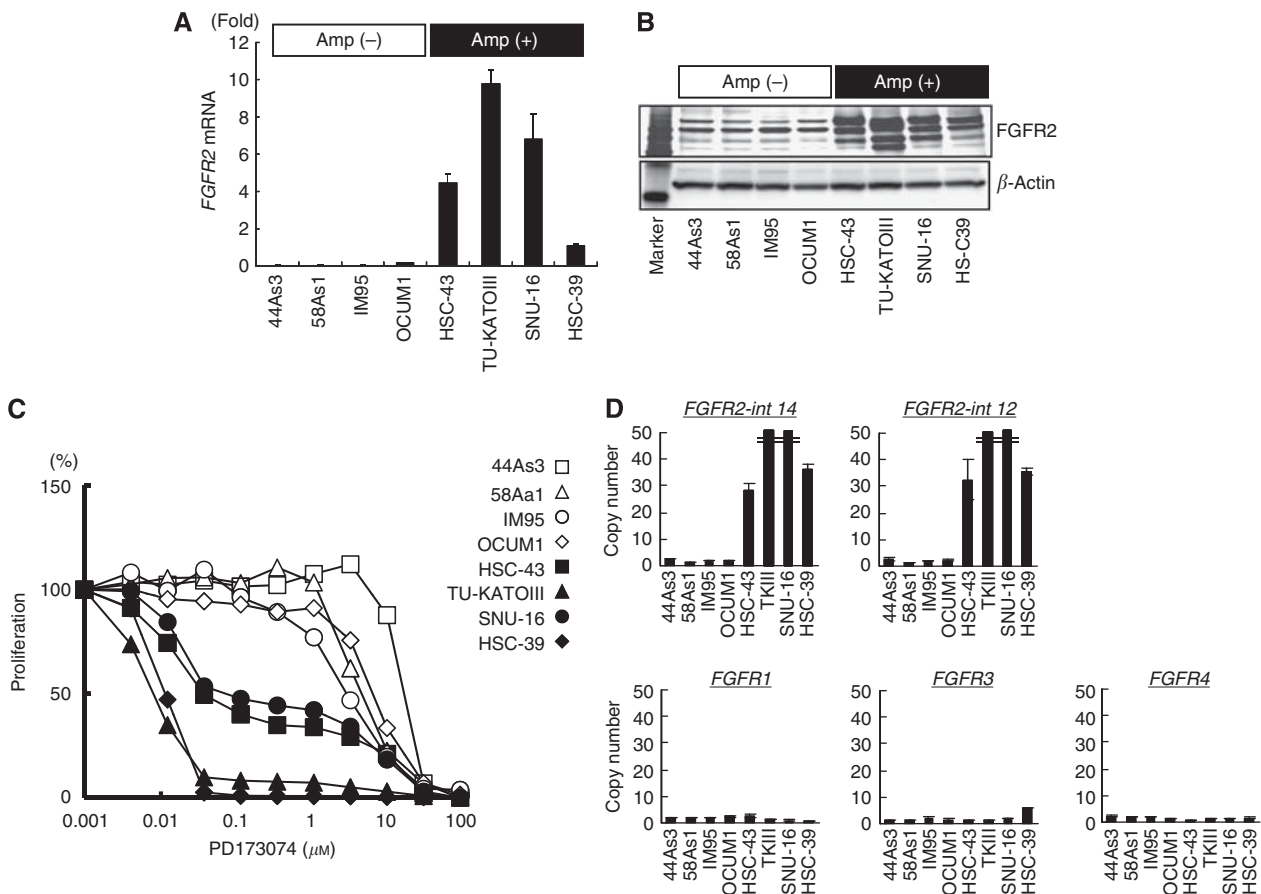 A
(Fold)
Amp (–)
Amp (+)
12
10
8
6
4
2
0
FGFR2 mRNA
44As3
58As1
IM95
OCUM1
HSC-43
TU-KATOIII
SNU-16
HSC-39
B
Amp (–)
Amp (+)
FGFR2
β-Actin
Marker
44As3
58As1
IM95
OCUM1
HSC-43
TU-KATOIII
SNU-16
HS-C39
C
(%)
150
100
50
0
Proliferation
0.001
0.01
0.1
1
10
100
PD173074 (μM)
44As3
58Aa1
IM95
OCUM1
HSC-43
TU-KATOIII
SNU-16
HSC-39
D
FGFR2-int 14
50
40
30
20
10
0
Copy number
44As3
58As1
IM95
OCUM1
HSC-43
TKIII
SNU-16
HSC-39
FGFR2-int 12
50
40
30
20
10
0
44As3
58As1
IM95
OCUM1
HSC-43
TKIII
SNU-16
HSC-39
FGFR1
50
40
30
20
10
0
Copy number
44As3
58As1
IM95
OCUM1
HSC-43
TKIII
SNU-16
HSC-39
FGFR3
50
40
30
20
10
0
44As3
58As1
IM95
OCUM1
HSC-43
TKIII
SNU-16
HSC-39
FGFR4
50
40
30
20
10
0
44As3
58As1
IM95
OCUM1
HSC-43
TKIII
SNU-16
HSC-39